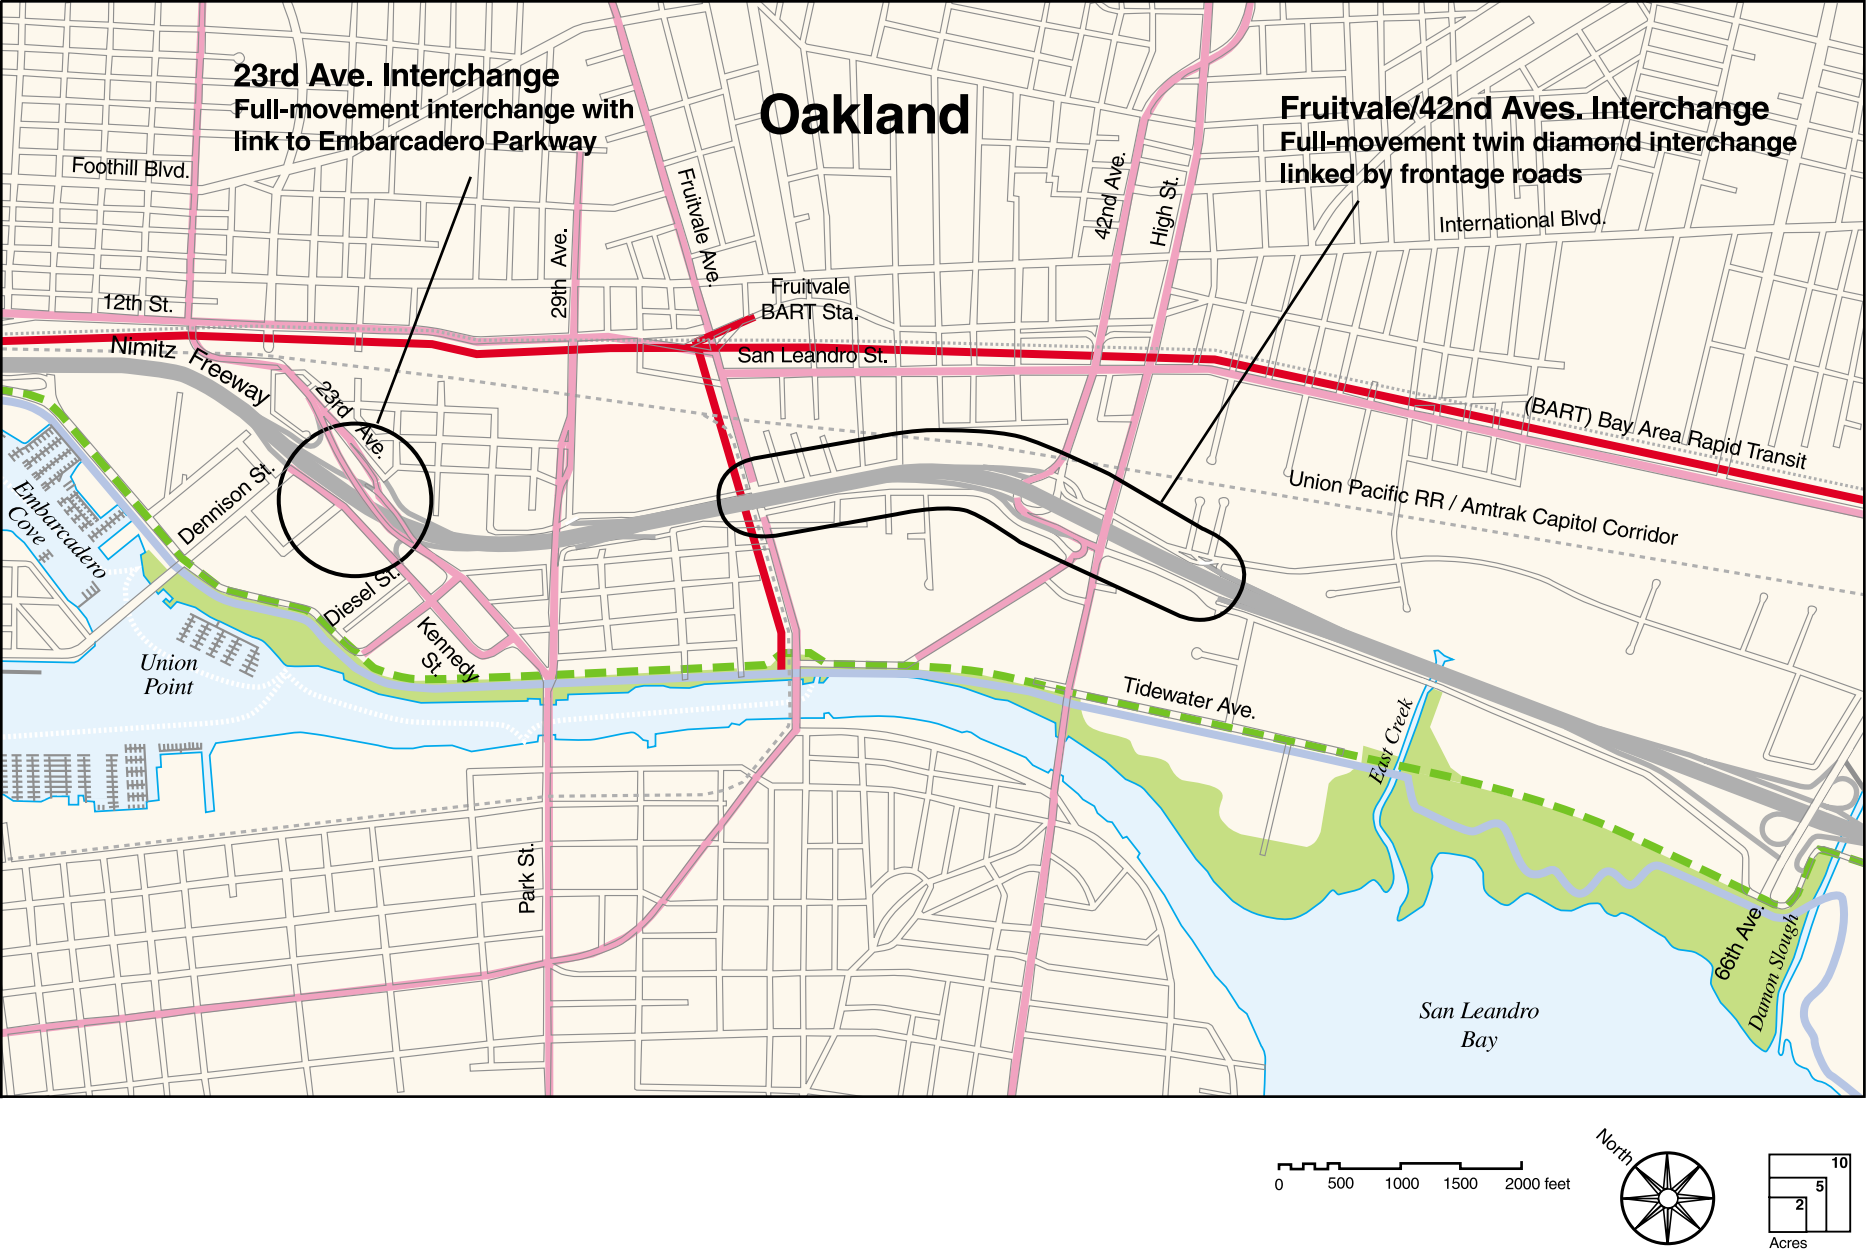 23rd Ave. Interchange
Full-movement interchange with
link to Embarcadero Parkway
Oakland
Fruitvale/42nd Aves. Interchange
Full-movement twin diamond interchange
linked by frontage roads
Foothill Blvd.
Fruitvale Ave.
42nd Ave.
High St.
International Blvd.
29th Ave.
12th St.
Fruitvale
BART Sta.
San Leandro St.
Nimitz Freeway
23rd Ave.
(BART) Bay Area Rapid Transit
Union Pacific RR / Amtrak Capitol Corridor
Dennison St.
Embarcadero
Cove
Diesel St.
Kennedy
St.
Union
Point
Tidewater Ave.
East Creek
Park St.
66th Ave.
Damon Slough
San Leandro
Bay
North
0 500 1000 1500 2000 feet
10
5
2
Acres